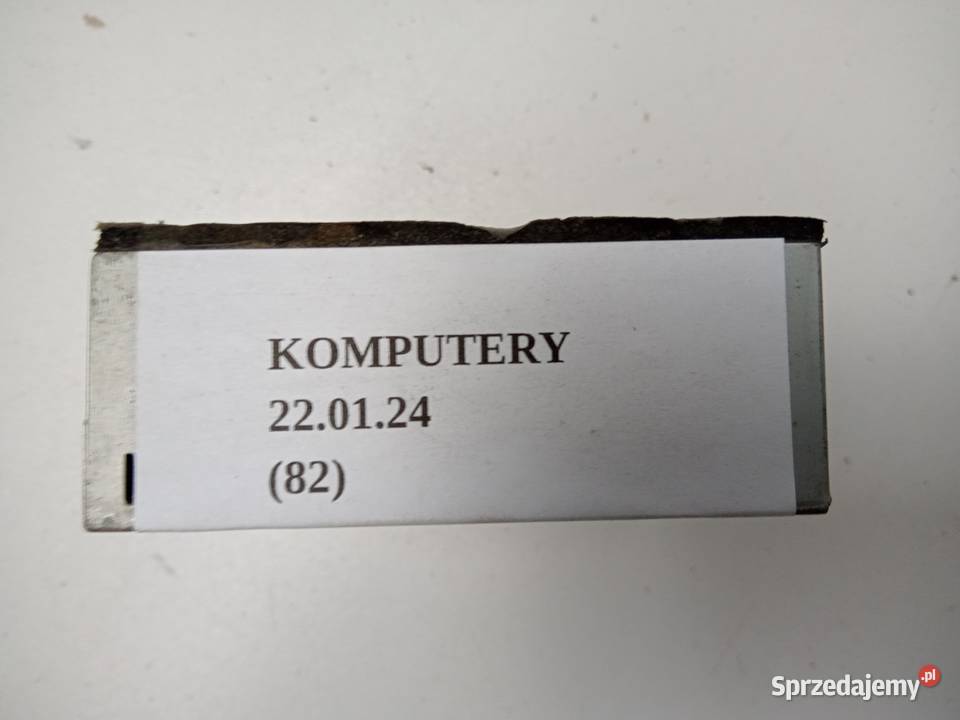 KOMPUTERY
22.01.24
(82)
Sprzedajemy.pl